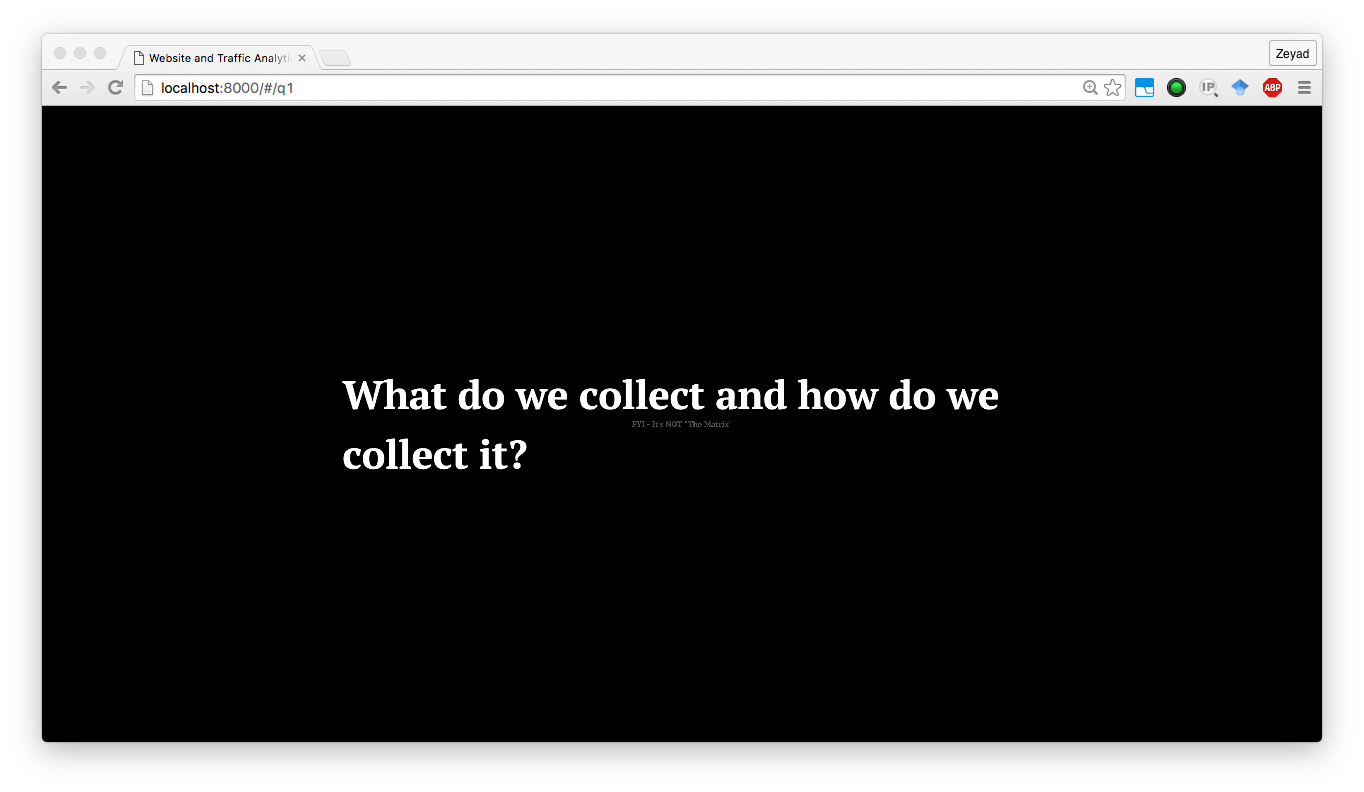 Website and Traffic Analyti
Zeyad
localhost:8000/#/q1
IP
ABP
What do we collect and how do we
FYI - It's NOT "The Matrix"
collect it?